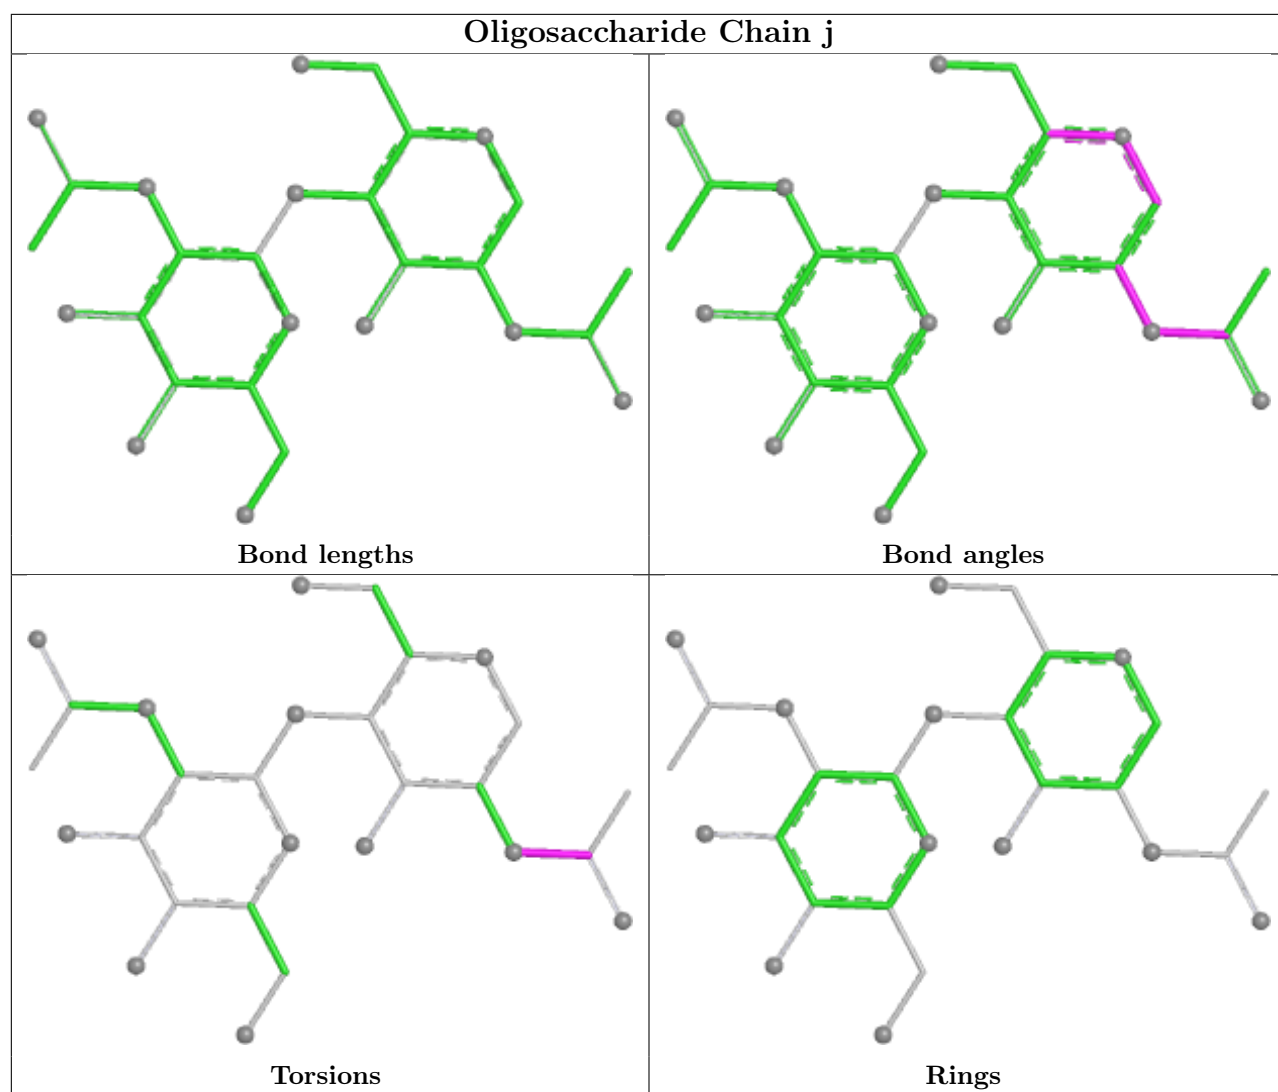 Oligosaccharide Chain j
Bond lengths
Bond angles
Torsions
Rings